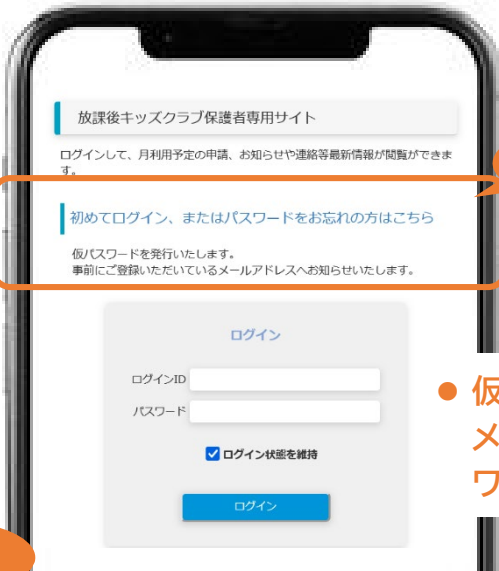 放課後キッズクラブ保護者専用サイト
ログインして、月利用予定の申請、お知らせや連絡等最新情報が閲覧ができま
す。
初めてログイン、またはパスワードをお忘れの方はこちら
仮パスワードを発行いたします。
事前にご登録いただいているメールアドレスへお知らせいたします。
ログイン
ログインID
パスワード
ログイン状態を維持
ログイン
● 仮
メ
ワ